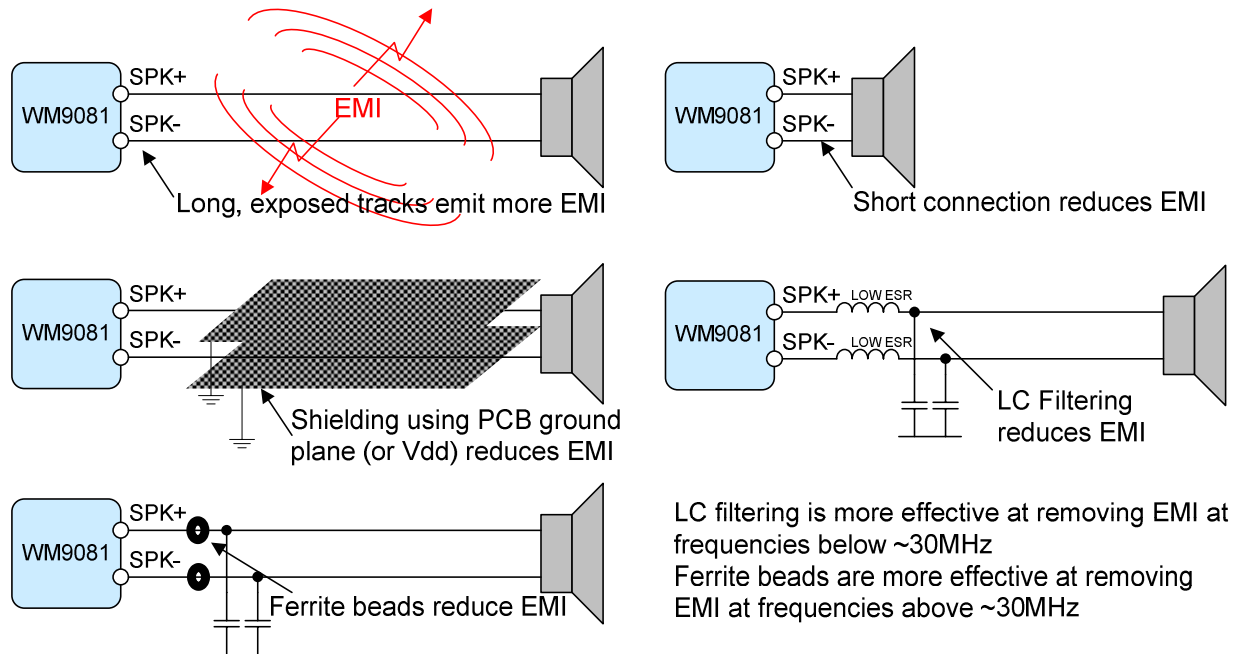 SPK+
WM9081
EMI
SPK-
Long, exposed tracks emit more EMI
SPK+
WM9081
SPK-
Short connection reduces EMI
SPK+
WM9081
SPK-
Shielding using PCB ground
plane (or Vdd) reduces EMI
SPK+
LOW ESR
WM9081
SPK-
LOW ESR
LC Filtering
reduces EMI
SPK+
WM9081
SPK-
Ferrite beads reduce EMI
LC filtering is more effective at removing EMI at
frequencies below ~30MHz
Ferrite beads are more effective at removing
EMI at frequencies above ~30MHz